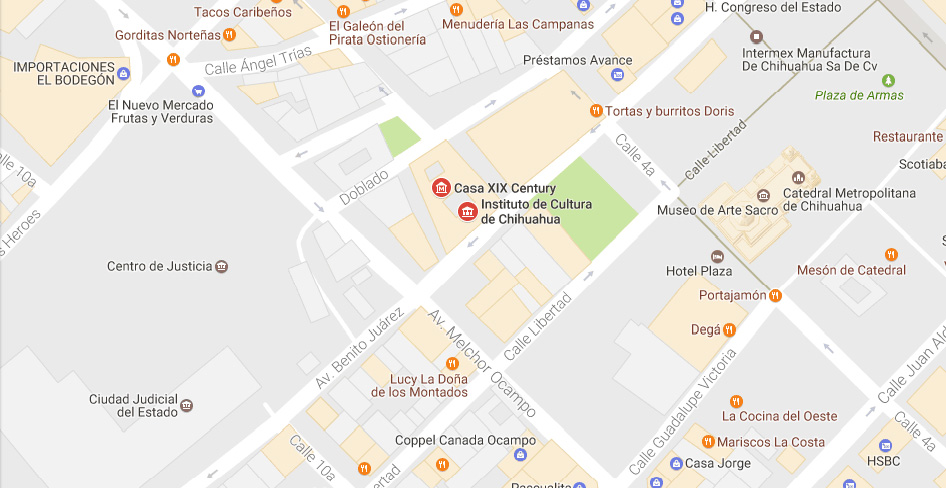 Tacos Caribeños
H. Congreso del Estado
El Galeón del
Pirata Ostionería
Menudería Las Campanas
Gorditas Norteñas
Calle Ángel Trías
Préstamos Avance
Intermex Manufactura
De Chihuahua Sa De Cv
IMPORTACIONES
EL BODEGÓN
El Nuevo Mercado
Frutas y Verduras
Plaza de Armas
Tortas y burritos Doris
Restaurante
Calle 4a
Calle Libertad
Scotiaba
Calle 10a
Doblado
Casa XIX Century
Instituto de Cultura
de Chihuahua
Museo de Arte Sacro
Catedral Metropolitana
de Chihuahua
s Heroes
Centro de Justicia
Hotel Plaza
Mesón de Catedral
Portajamón
Degá
Av. Benito Juárez
Av. Melchor Ocampo
Calle Libertad
Lucy La Doña
de los Montados
Calle Guadalupe Victoria
Calle Juan Ald
Ciudad Judicial
del Estado
La Cocina del Oeste
Calle 4a
Calle 10a
Coppel Canada Ocampo
Mariscos La Costa
Casa Jorge
HSBC
ertad
Pasqualita